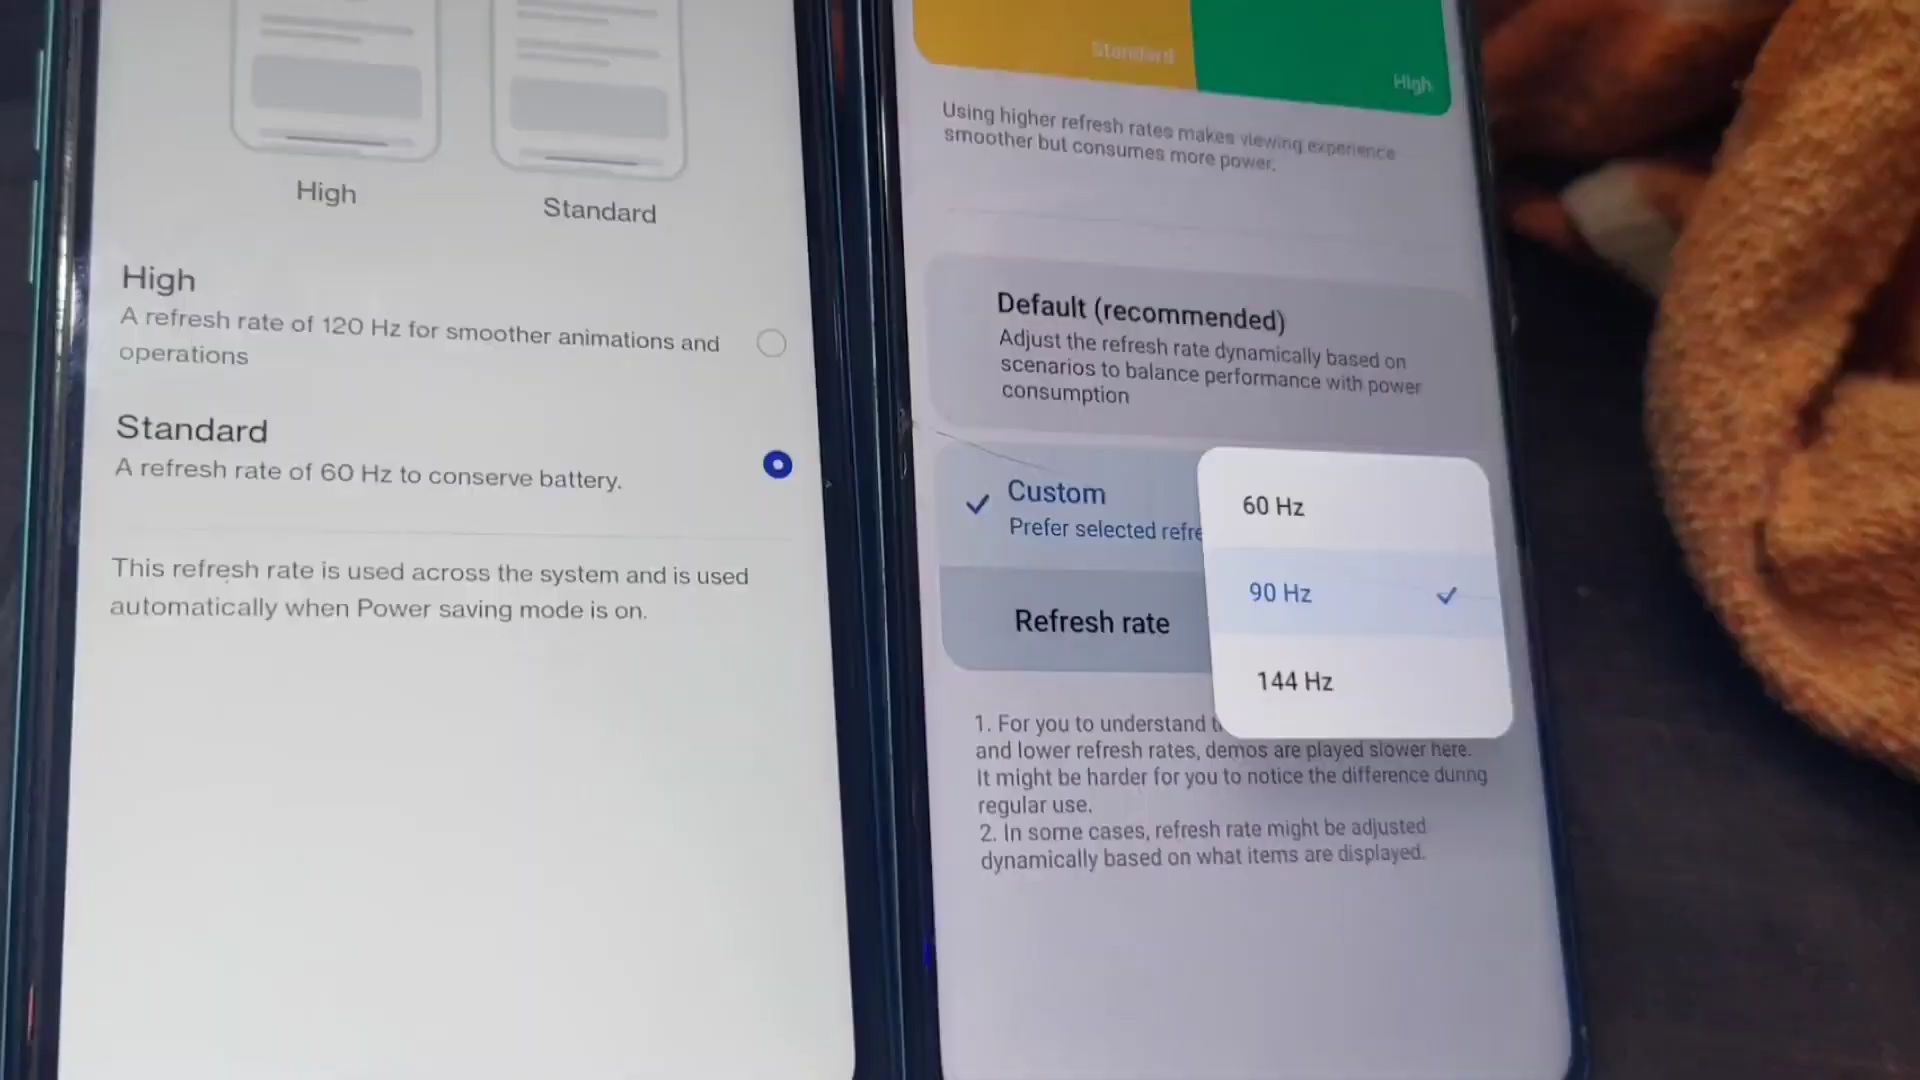 High
Standard
High
A refresh rate of 120 Hz for smoother animations and
operations
Standard
A refresh rate of 60 Hz to conserve battery.
This refresh rate is used across the system and is used
automatically when Power saving mode is on.
Standard
High
Using higher refresh rates makes viewing experience
smoother but consumes more power.
Default (recommended)
Adjust the refresh rate dynamically based on
scenarios to balance performance with power
consumption
Custom
Prefer selected
Refresh rate
60 Hz
90 Hz
144 Hz
1. For you to understand
and lower refresh rates, demos are played slower here.
It might be harder for you to notice the difference during
regular use.
2. In some cases, refresh rate might be adjusted
dynamically based on what items are displayed.